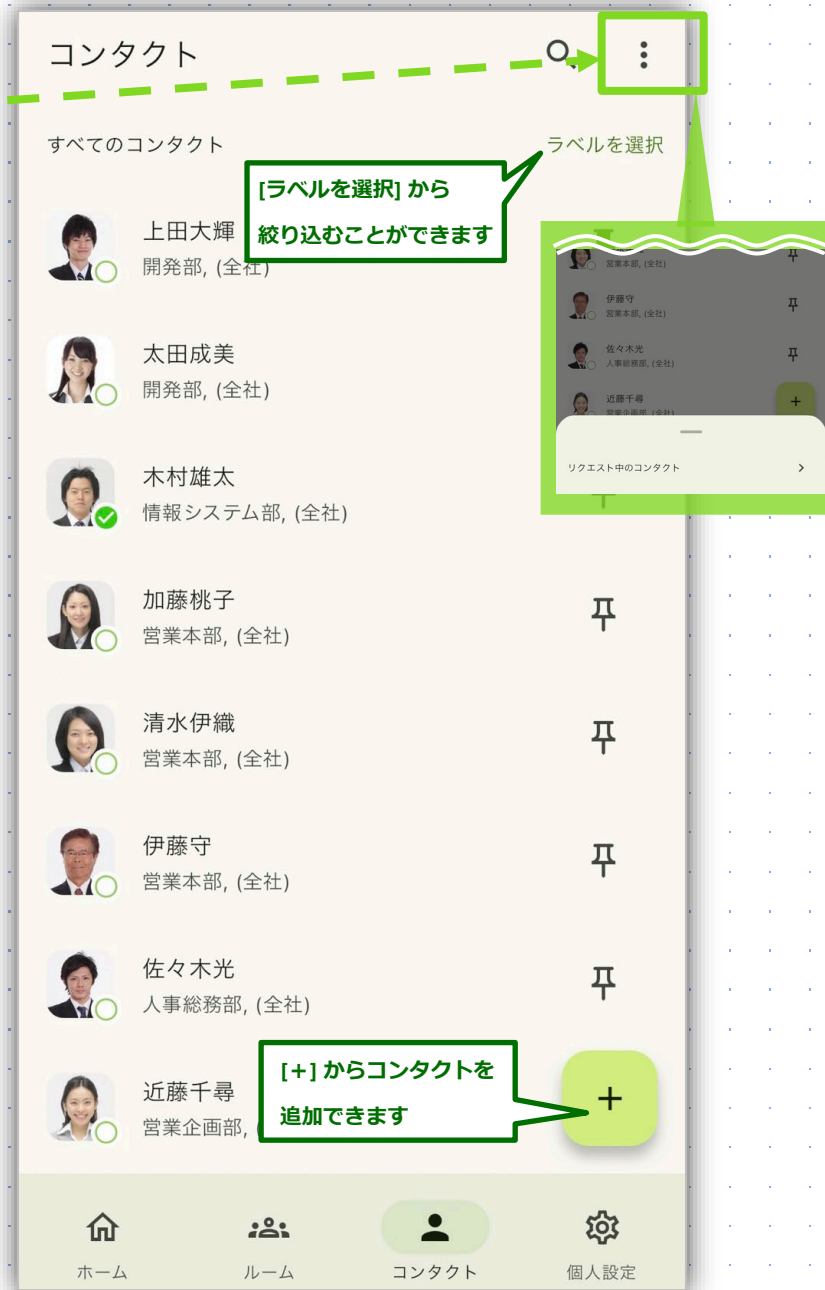 コンタクト
すべてのコンタクト
ラベルを選択
[ラベルを選択] から
絞り込むことができます
上田大輝
開発部, (全社)
太田成美
開発部, (全社)
木村雄太
情報システム部, (全社)
加藤桃子
営業本部, (全社)
清水伊織
営業本部, (全社)
伊藤守
営業本部, (全社)
佐々木光
人事総務部, (全社)
近藤千尋
営業企画部,
[+] からコンタクトを
追加できます
+
営業本部, (全社)
伊藤守
営業本部, (全社)
佐々木光
人事総務部, (全社)
近藤千尋
営業企画部, (全社)
+
リクエスト中のコンタクト
ホーム
ルーム
コンタクト
個人設定